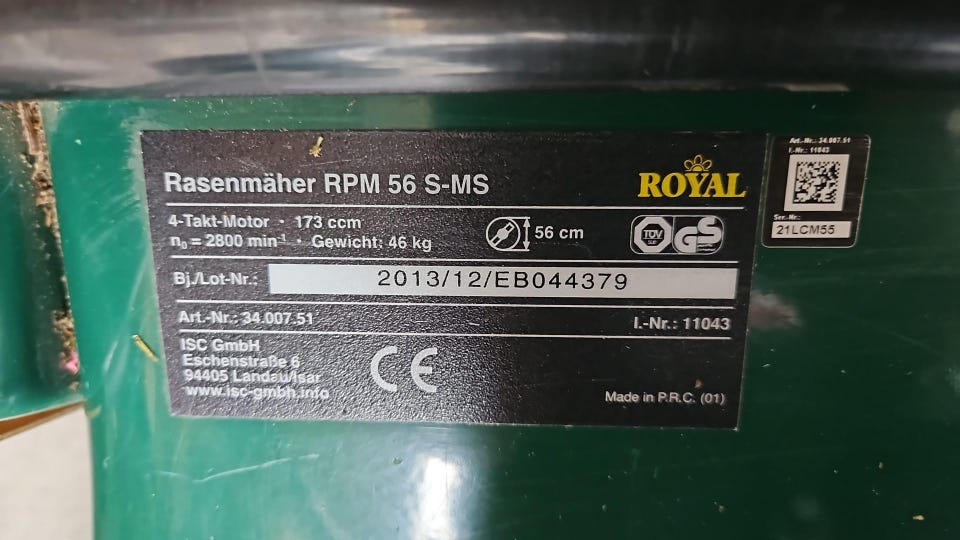 Rasenmäher RPM 56 S-MS
ROYAL
4-Takt-Motor · 173 ccm
n₀ = 2800 min⁻¹ · Gewicht: 46 kg
56 cm
TÜV
SÜD
GS
Bj./Lot-Nr.: 2013/12/EB044379
Art.-Nr.: 34.007.51
I.-Nr.: 11043
ISC GmbH
Eschenstraße 6
94405 Landau/Isar
www.isc-gmbh.info
CE
Made in P.R.C. (01)
Art.-Nr.: 34.007.51
I.-Nr.: 11043
Ser.-Nr.:
21LCM55